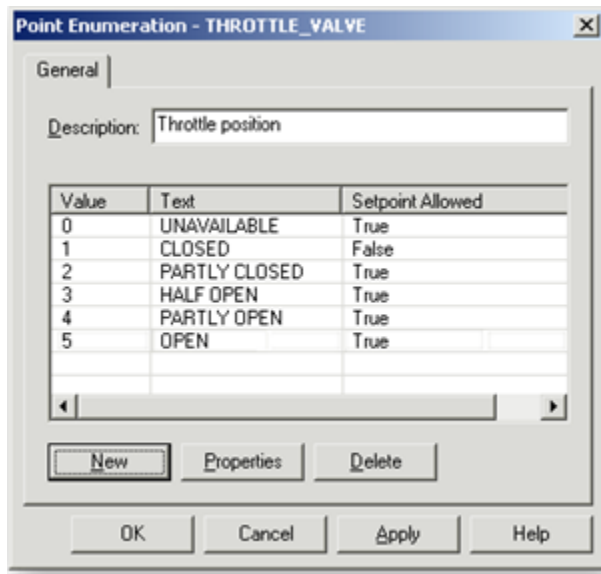 Point Enumeration - THROTTLE_VALVE
General
Description: Throttle position
Value Text Setpoint Allowed
0 UNAVAILABLE True
1 CLOSED False
2 PARTLY CLOSED True
3 HALF OPEN True
4 PARTLY OPEN True
5 OPEN True
New Properties Delete
OK Cancel Apply Help